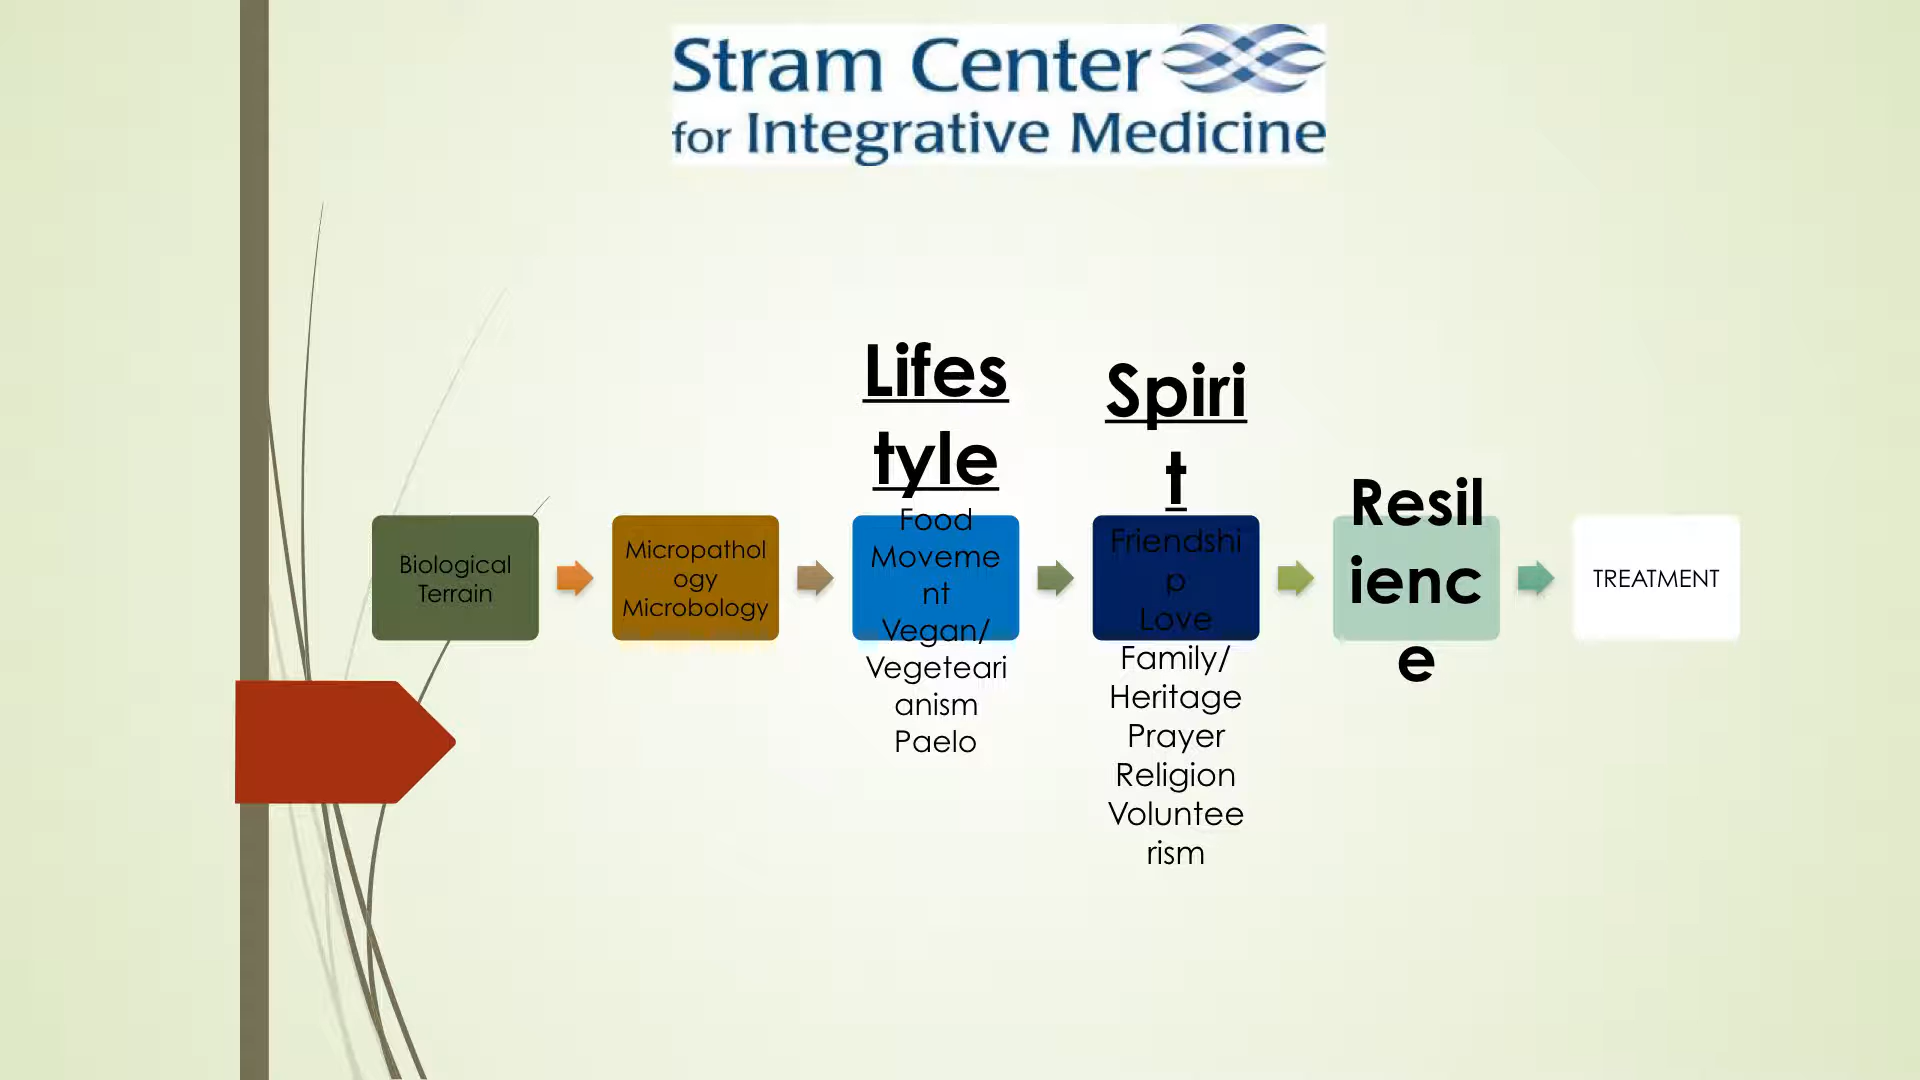 Stram Center
for Integrative Medicine
Biological
Terrain
Micropathol
ogy
Microbology
Lifes
tyle
Food
Moveme
nt
Vegan/
Vegeteari
anism
Paelo
Spiri
t
Friendshi
p
Love
Family/
Heritage
Prayer
Religion
Voluntee
rism
Resil
ienc
e
TREATMENT